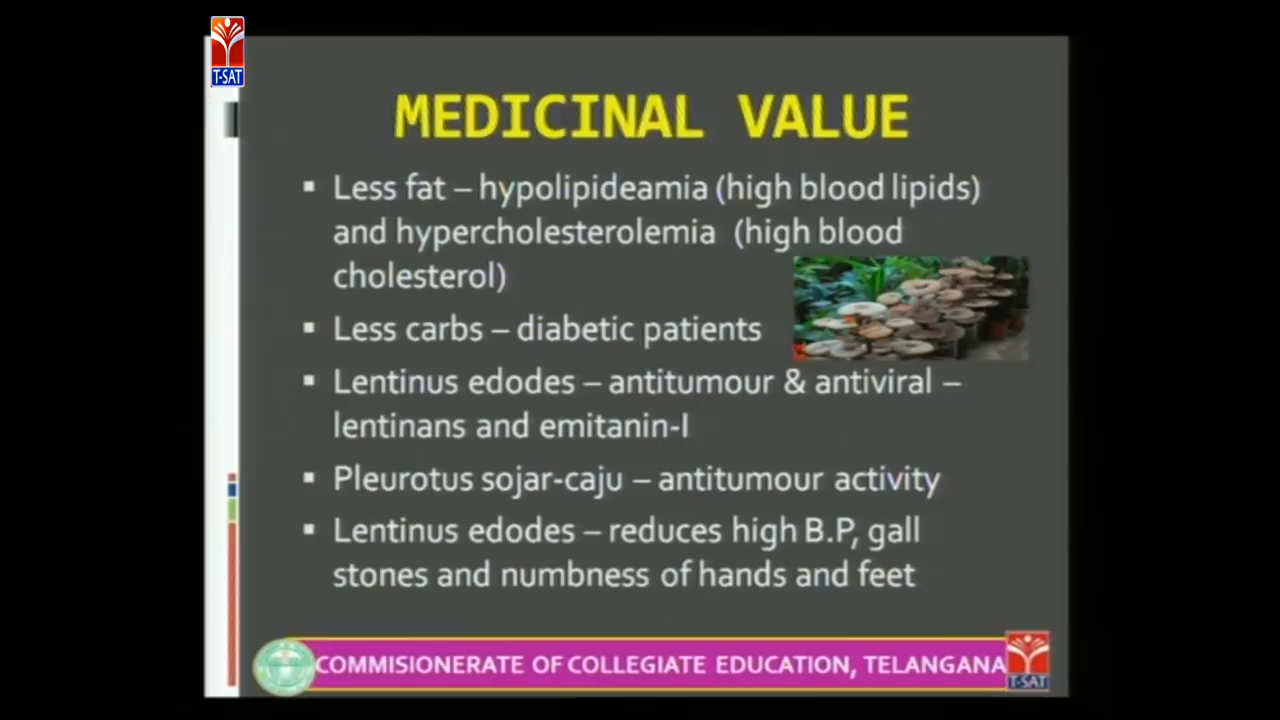 T-SAT
MEDICINAL VALUE
▪ Less fat – hypolipideamia (high blood lipids)
and hypercholesterolemia (high blood
cholesterol)
▪ Less carbs – diabetic patients
▪ Lentinus edodes – antitumour & antiviral –
lentinans and emitanin-I
▪ Pleurotus sojar-caju – antitumour activity
▪ Lentinus edodes – reduces high B.P, gall
stones and numbness of hands and feet
COMMISIONERATE OF COLLEGIATE EDUCATION, TELANGANA
T-SAT